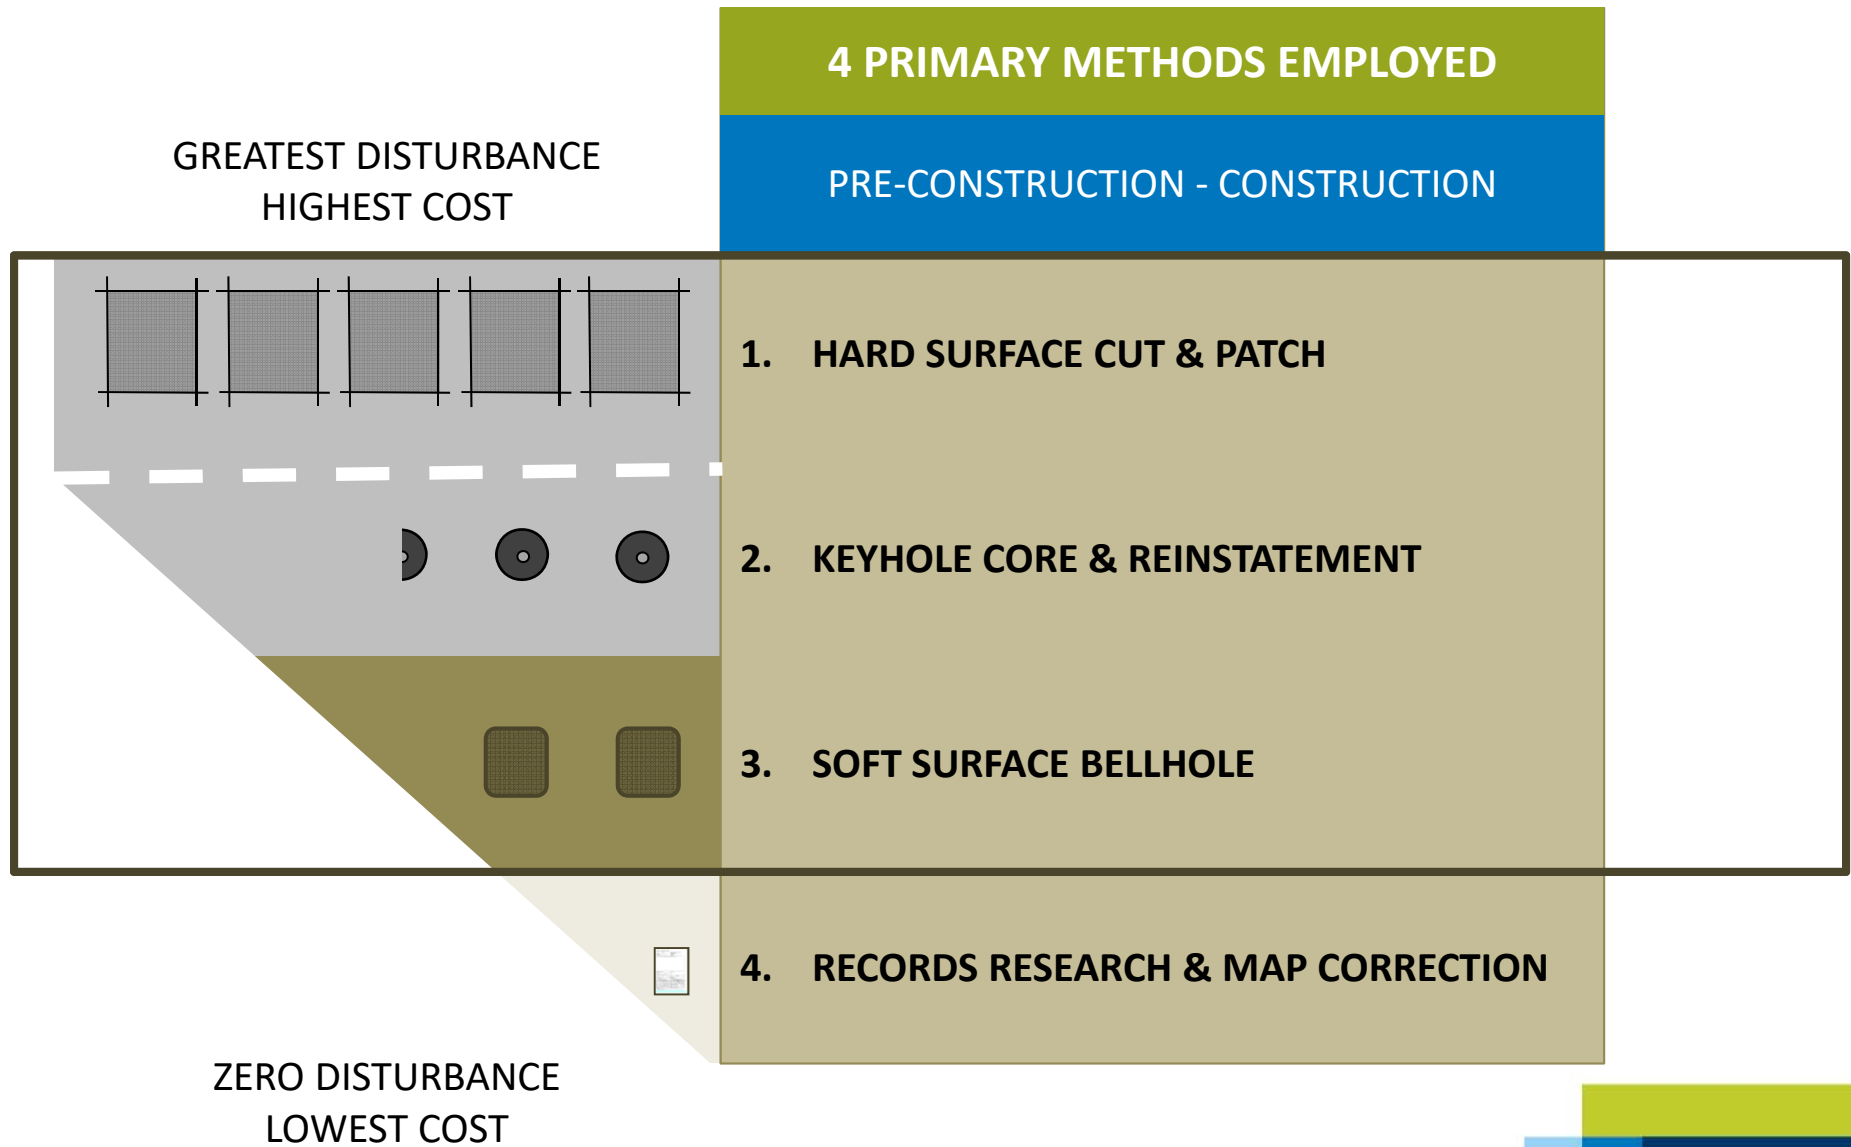 4 PRIMARY METHODS EMPLOYED
GREATEST DISTURBANCE
HIGHEST COST
PRE-CONSTRUCTION - CONSTRUCTION
1. HARD SURFACE CUT & PATCH
2. KEYHOLE CORE & REINSTATEMENT
3. SOFT SURFACE BELLHOLE
4. RECORDS RESEARCH & MAP CORRECTION
ZERO DISTURBANCE
LOWEST COST